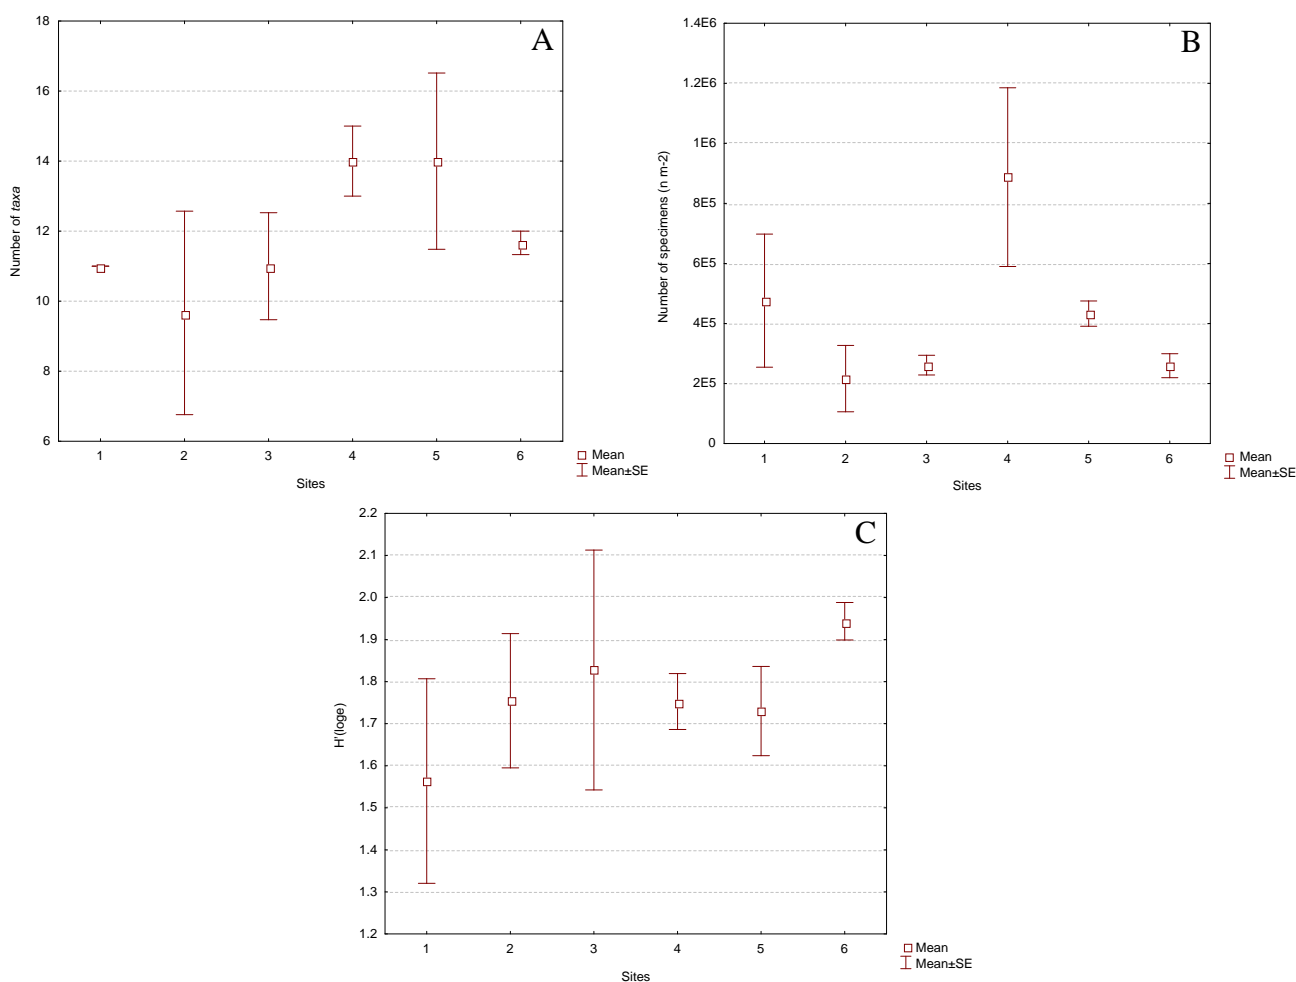 A
18
16
14
12
10
8
6
Number of taxa
1 2 3 4 5 6
Sites
Mean
Mean±SE
B
1.4E6
1.2E6
1E6
8E5
6E5
4E5
2E5
0
Number of specimens (n m-2)
1 2 3 4 5 6
Sites
Mean
Mean±SE
C
2.2
2.1
2.0
1.9
1.8
1.7
1.6
1.5
1.4
1.3
1.2
H'(loge)
1 2 3 4 5 6
Sites
Mean
Mean±SE